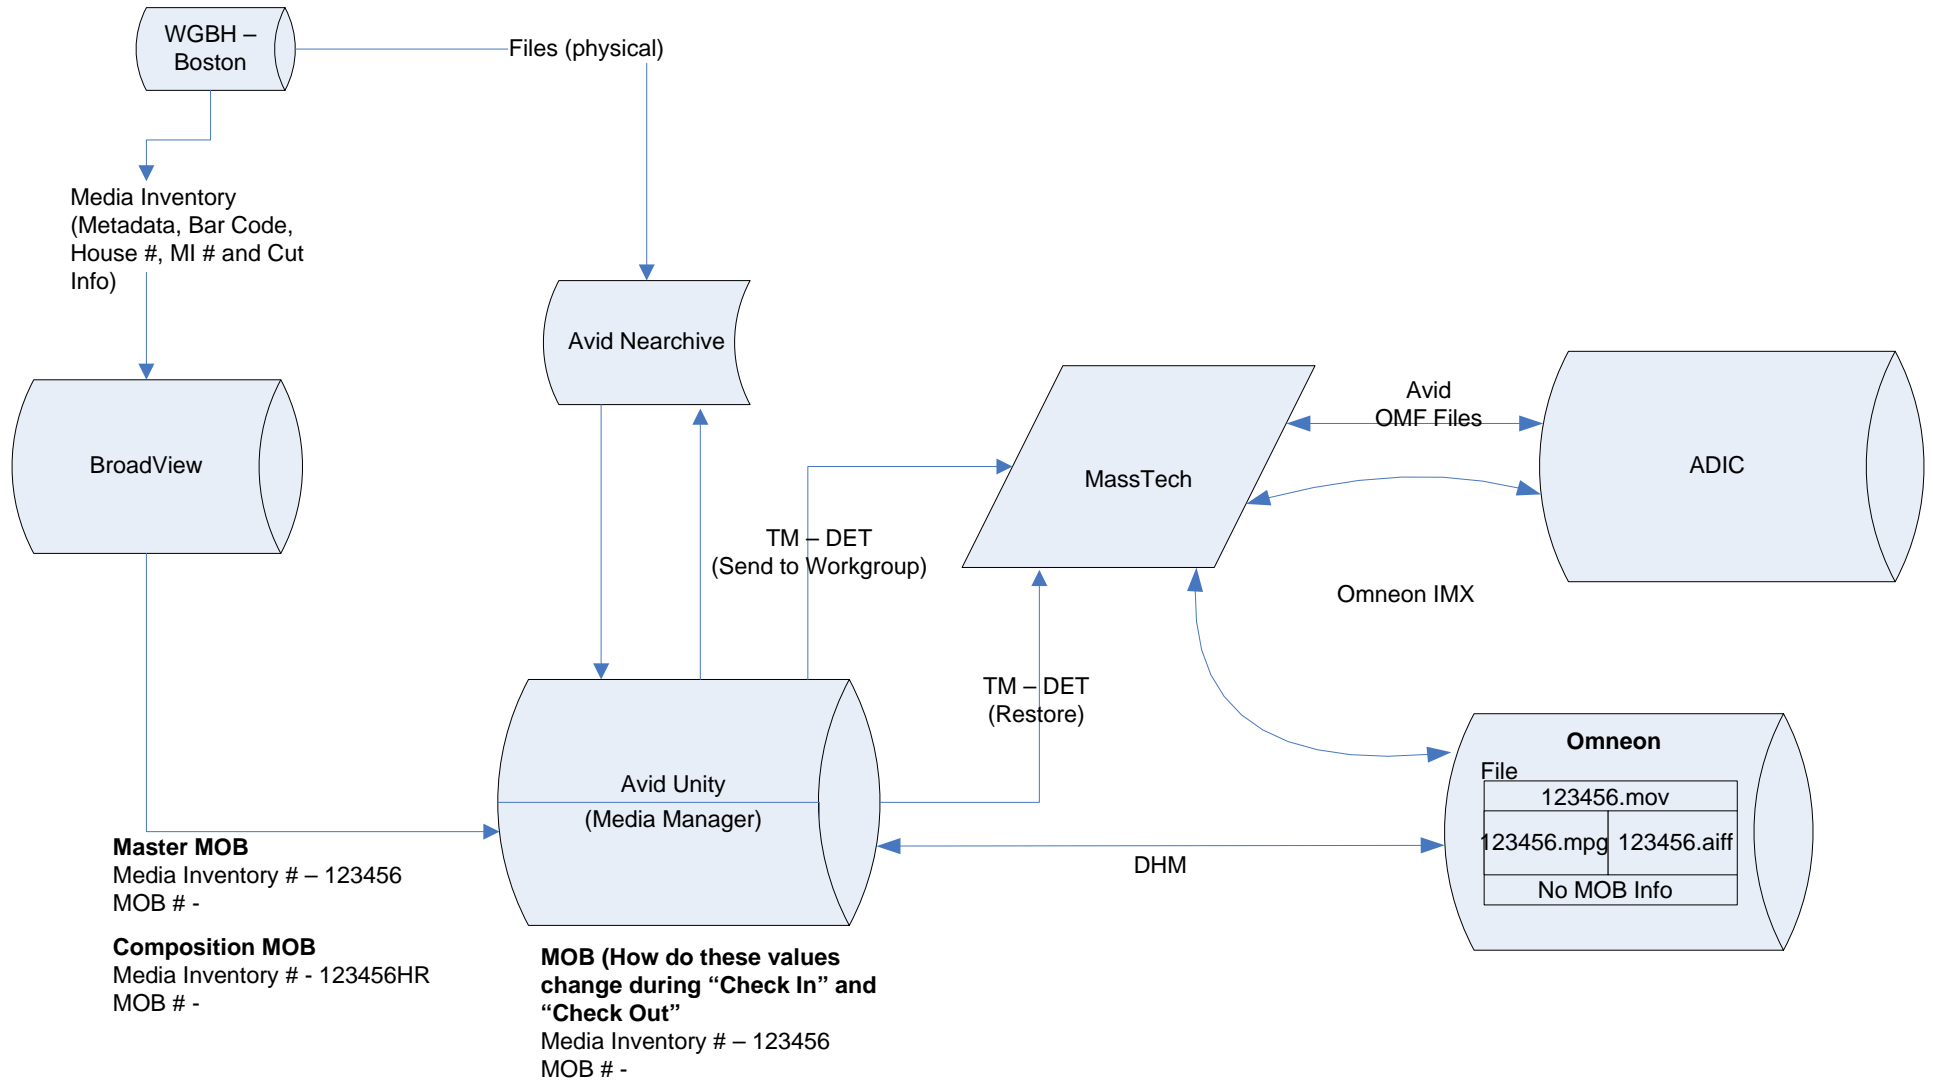 WGBH –
Boston
Files (physical)
Media Inventory
(Metadata, Bar Code,
House #, MI # and Cut
Info)
Avid Nearchive
BroadView
MassTech
Avid
OMF Files
ADIC
TM – DET
(Send to Workgroup)
Omneon IMX
TM – DET
(Restore)
Omneon
File
123456.mov
123456.mpg 123456.aiff
No MOB Info
Avid Unity
(Media Manager)
DHM
Master MOB
Media Inventory # – 123456
MOB # -
Composition MOB
Media Inventory # - 123456HR
MOB # -
MOB (How do these values
change during “Check In” and
“Check Out”
Media Inventory # – 123456
MOB # -